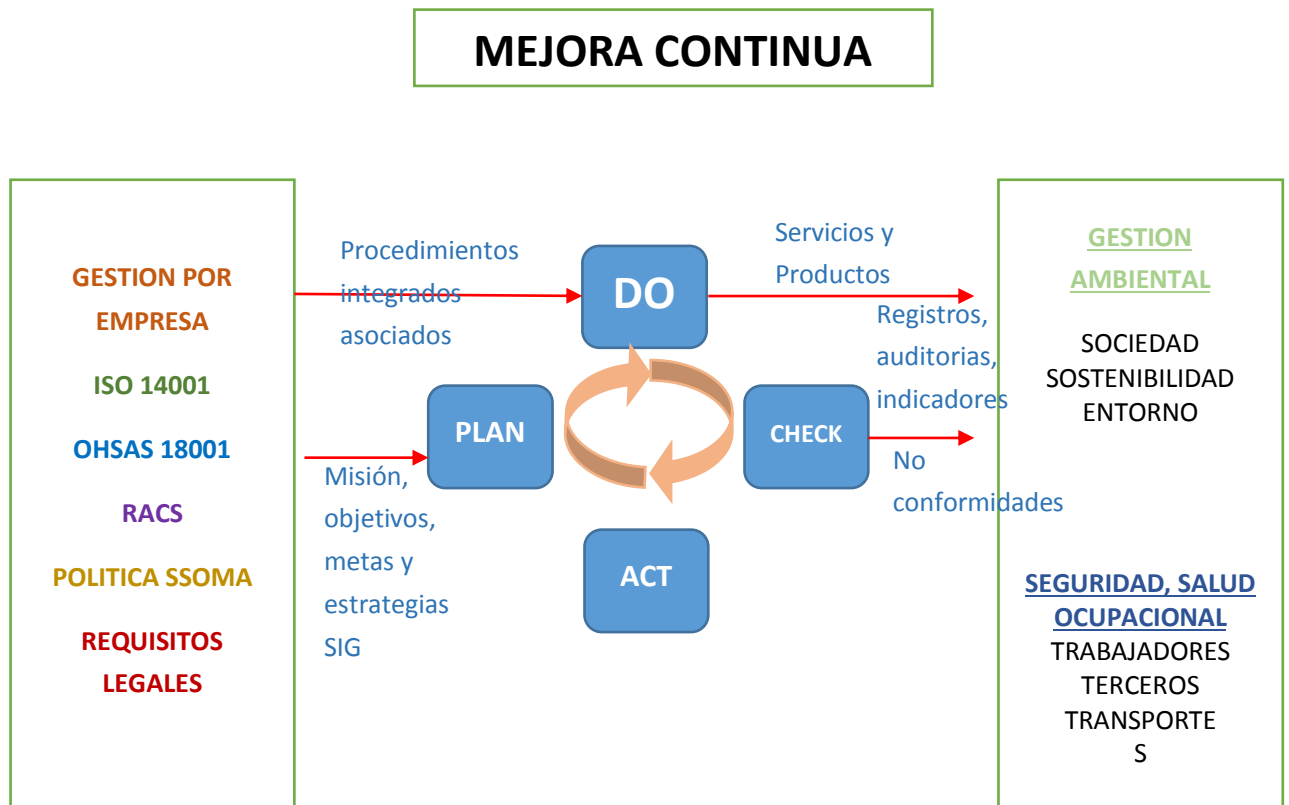 MEJORA CONTINUA
GESTION POR
EMPRESA
ISO 14001
OHSAS 18001
RACS
POLITICA SSOMA
REQUISITOS
LEGALES
Procedimientos
integrados
asociados
Misión,
objetivos,
metas y
estrategias
SIG
DO
PLAN
CHECK
ACT
Servicios y
Productos
Registros,
auditorias,
indicadores
No
conformidades
GESTION
AMBIENTAL
SOCIEDAD
SOSTENIBILIDAD
ENTORNO
SEGURIDAD, SALUD
OCUPACIONAL
TRABAJADORES
TERCEROS
TRANSPORTE
S